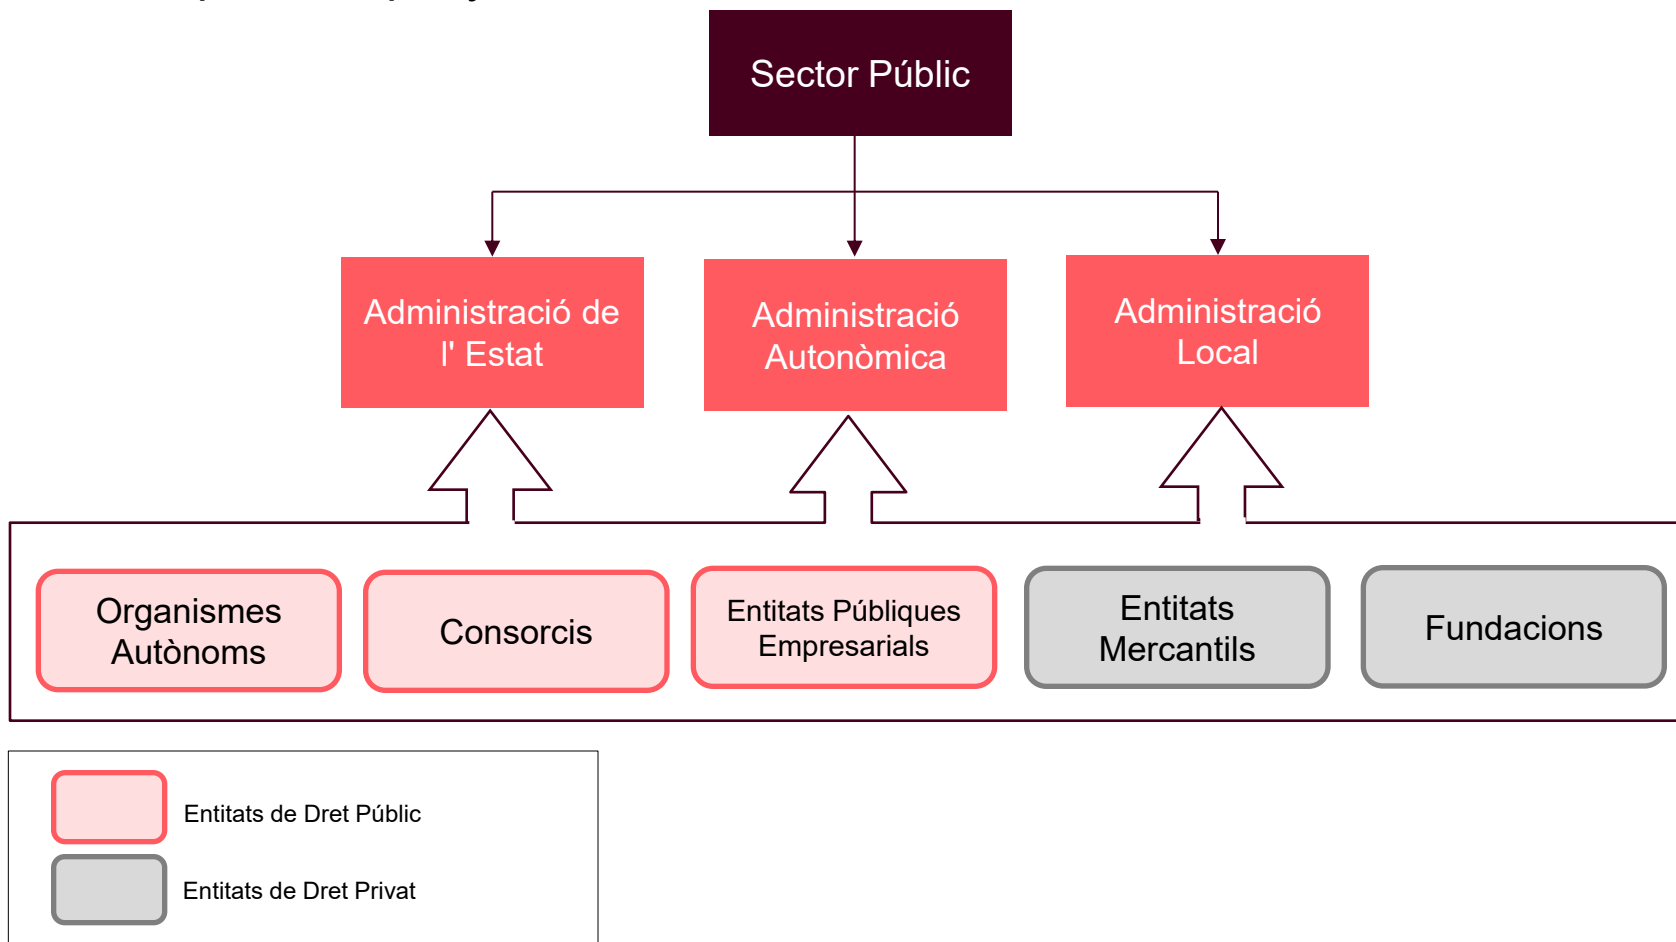 Sector Públic
Administració de
l' Estat
Administració
Autonòmica
Administració
Local
Organismes
Autònoms
Consorcis
Entitats Públiques
Empresarials
Entitats
Mercantils
Fundacions
Entitats de Dret Públic
Entitats de Dret Privat